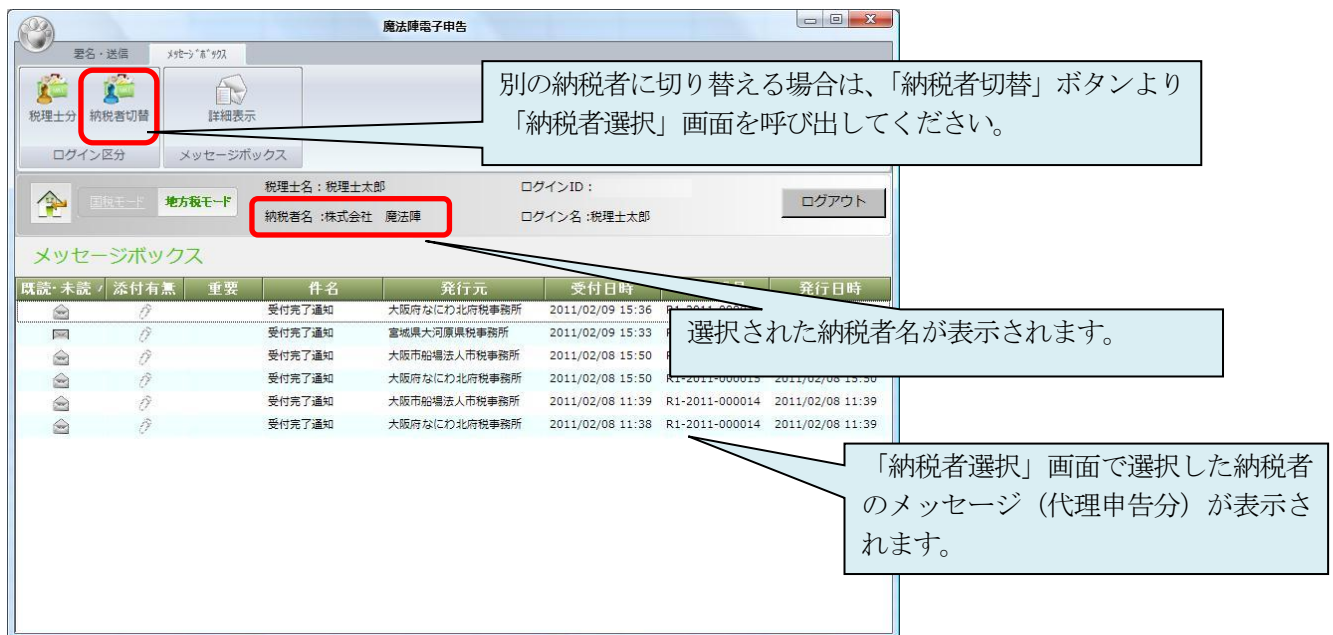 魔法陣電子申告
署名・送信 ﾒｯｾｰｼﾞﾎﾞｯｸｽ
税理士分 納税者切替 詳細表示
ログイン区分 メッセージボックス
別の納税者に切り替える場合は、「納税者切替」ボタンより
「納税者選択」画面を呼び出してください。
国税モード 地方税モード
税理士名：税理士太郎 ログインID：
納税者名 :株式会社 魔法陣 ログイン名 :税理士太郎
ログアウト
メッセージボックス
既読･未読 添付有無 重要 件名 発行元 受付日時 発行日時
受付完了通知 大阪府なにわ北府税事務所 2011/02/09 15:36
受付完了通知 宮城県大河原県税事務所 2011/02/09 15:33
受付完了通知 大阪市船場法人市税事務所 2011/02/08 15:50
受付完了通知 大阪府なにわ北府税事務所 2011/02/08 15:50 R1-2011-000015 2011/02/08 15:50
受付完了通知 大阪市船場法人市税事務所 2011/02/08 11:39 R1-2011-000014 2011/02/08 11:39
受付完了通知 大阪府なにわ北府税事務所 2011/02/08 11:38 R1-2011-000014 2011/02/08 11:39
選択された納税者名が表示されます。
「納税者選択」画面で選択した納税者
のメッセージ（代理申告分）が表示さ
れます。